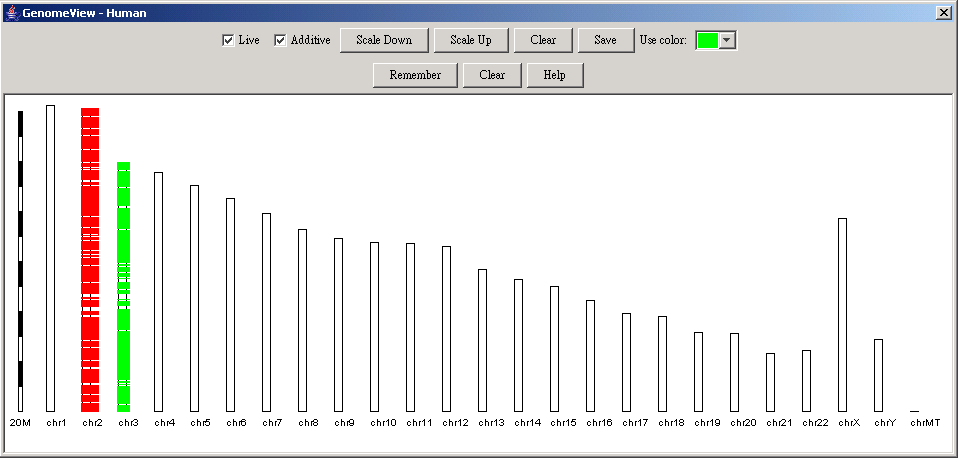 GenomeView - Human
Live Additive Scale Down Scale Up Clear Save Use color:
Remember Clear Help
20M chr1 chr2 chr3 chr4 chr5 chr6 chr7 chr8 chr9 chr10 chr11 chr12 chr13 chr14 chr15 chr16 chr17 chr18 chr19 chr20 chr21 chr22 chrX chrY chrMT